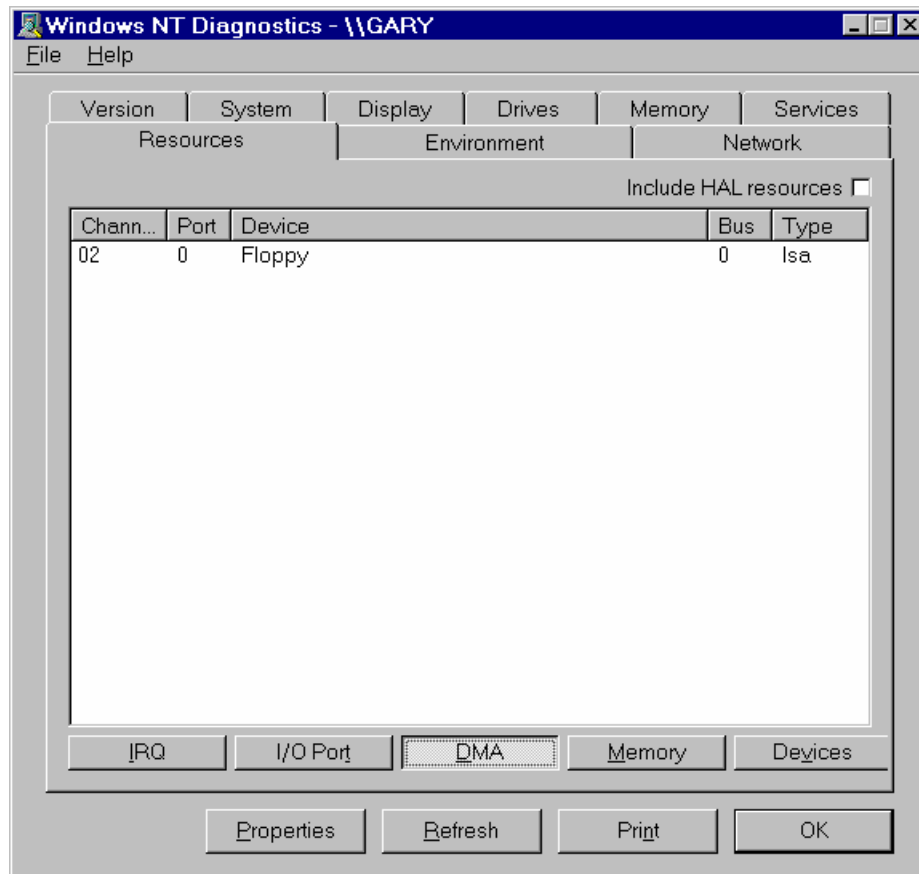 Windows NT Diagnostics - \\GARY
File Help
Version System Display Drives Memory Services
Resources Environment Network
Include HAL resources
Chann... Port Device Bus Type
02 0 Floppy 0 Isa
IRQ I/O Port DMA Memory Devices
Properties Refresh Print OK